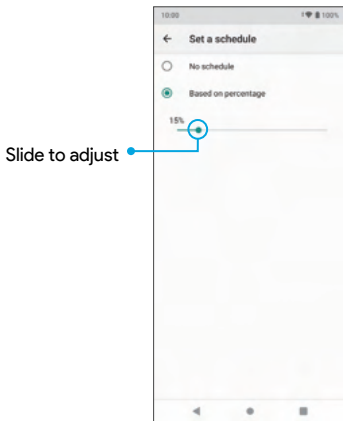 10:00 100%
Set a schedule
No schedule
Based on percentage
15%
Slide to adjust